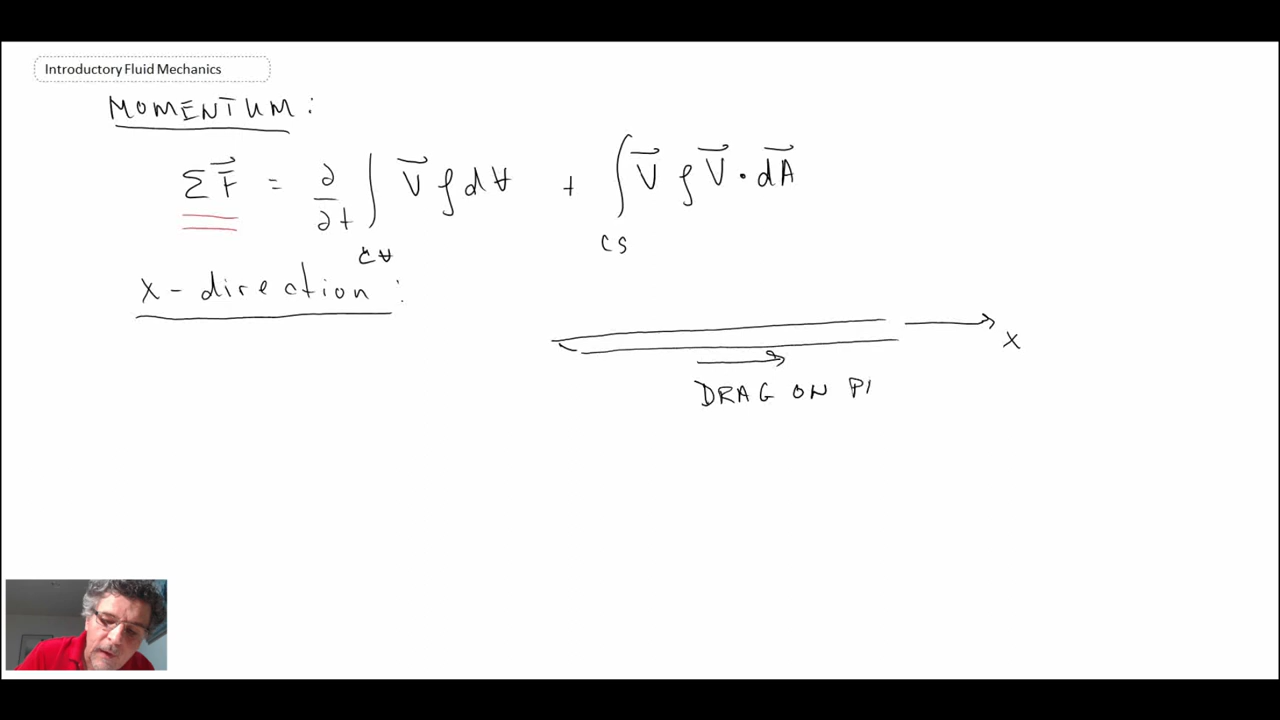 Introductory Fluid Mechanics
MOMENTUM:
ΣF⃗ = ∂/∂t ∫ V⃗ ρ d∀ + ∫ V⃗ ρ V⃗ · dA⃗
C∀ CS
x-direction:
x
DRAG ON PL